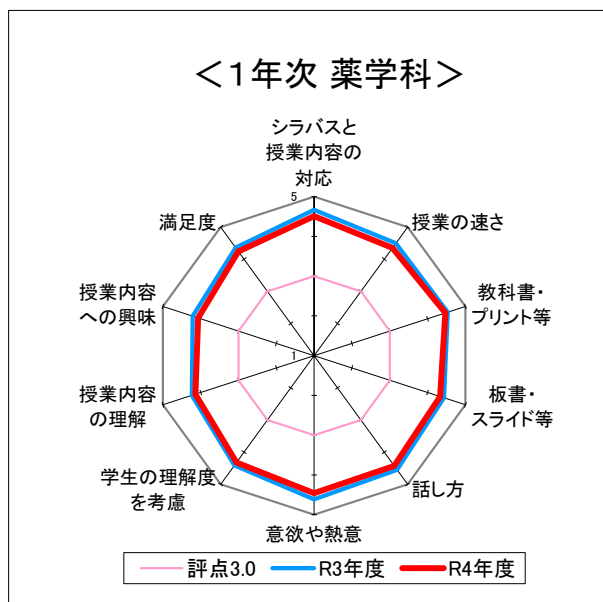 ＜１年次 薬学科＞
シラバスと
授業内容の
対応
5
満足度
授業の速さ
授業内容
への興味
教科書・
プリント等
1
授業内容
の理解
板書・
スライド等
学生の理解度
を考慮
話し方
意欲や熱意
評点3.0
R3年度
R4年度